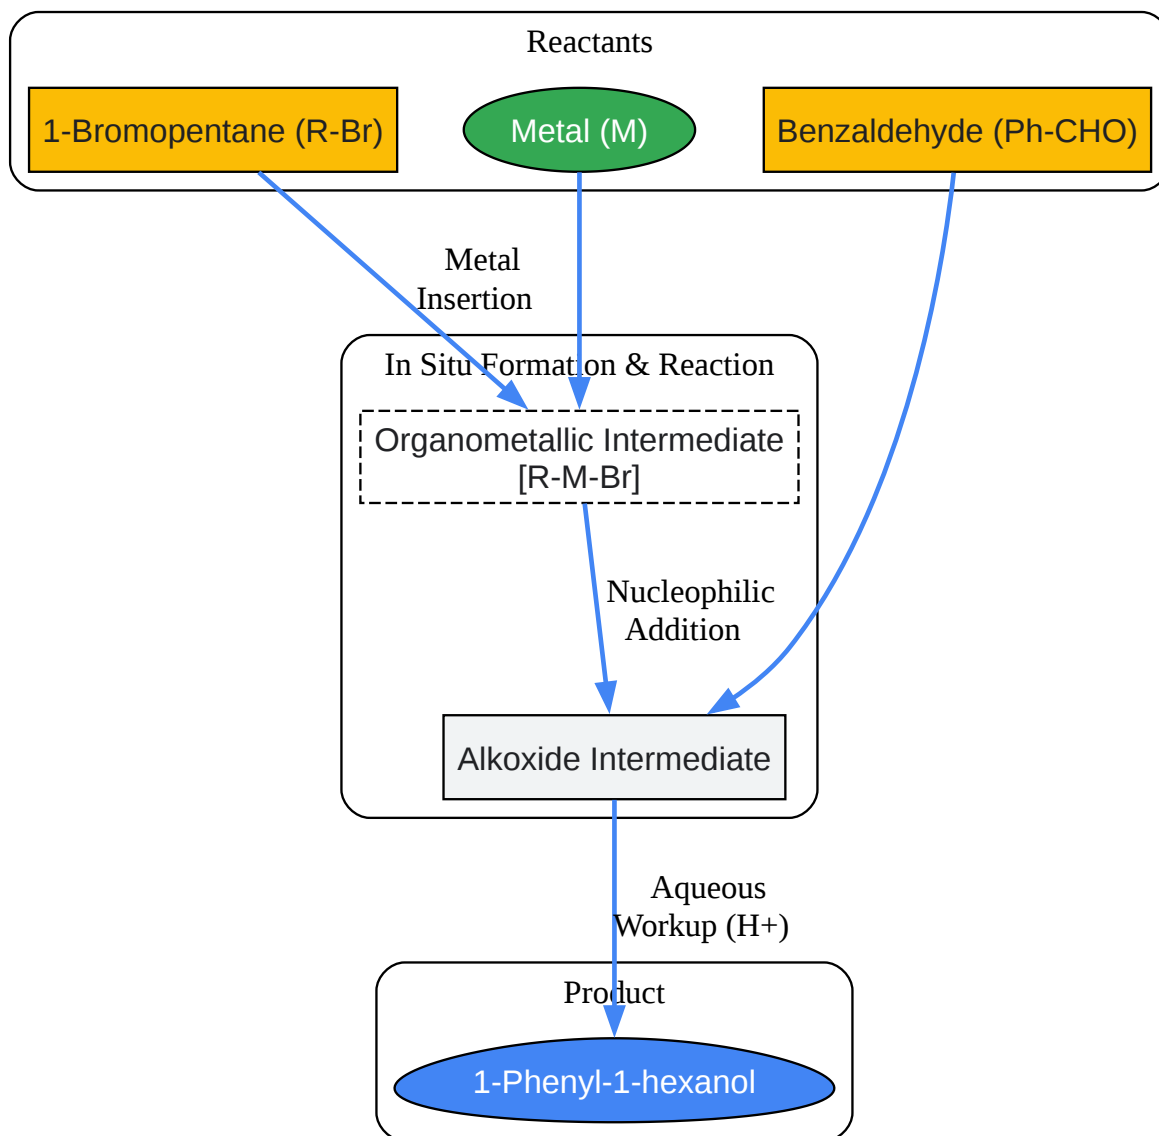 Reactants
1-Bromopentane (R-Br)
Metal (M)
Benzaldehyde (Ph-CHO)
Metal
Insertion
In Situ Formation & Reaction
Organometallic Intermediate
[R-M-Br]
Nucleophilic
Addition
Alkoxide Intermediate
Aqueous
Workup (H+)
Product
1-Phenyl-1-hexanol